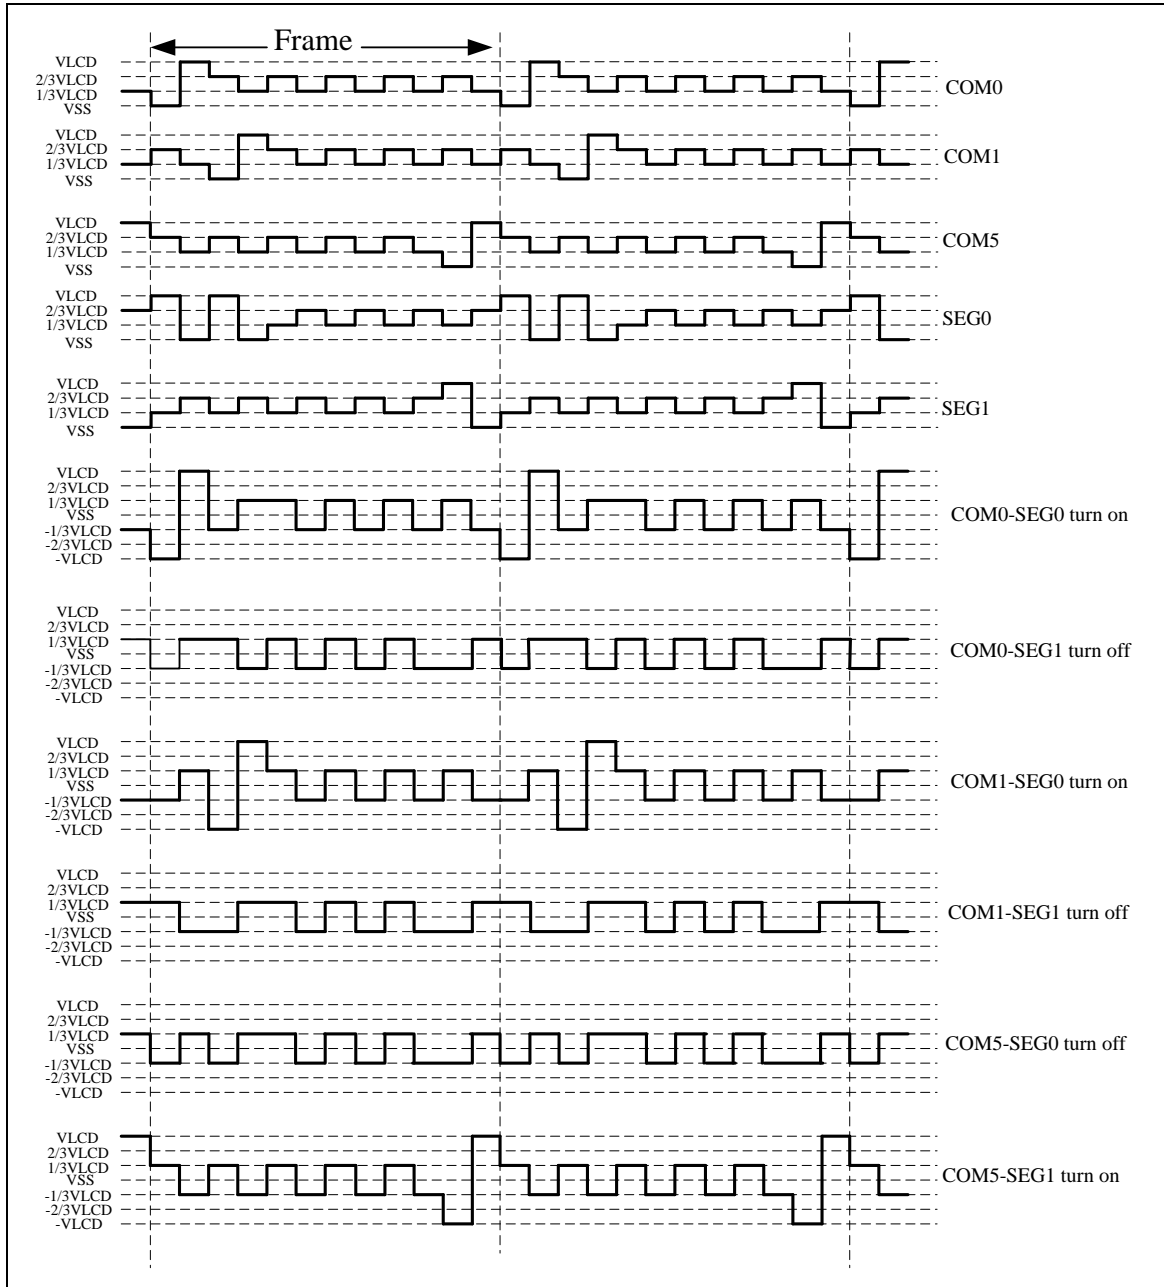 Frame
VLCD
2/3VLCD
1/3VLCD
VSS
COM0
VLCD
2/3VLCD
1/3VLCD
VSS
COM1
VLCD
2/3VLCD
1/3VLCD
VSS
COM5
VLCD
2/3VLCD
1/3VLCD
VSS
SEG0
VLCD
2/3VLCD
1/3VLCD
VSS
SEG1
VLCD
2/3VLCD
1/3VLCD
VSS
-1/3VLCD
-2/3VLCD
-VLCD
COM0-SEG0 turn on
VLCD
2/3VLCD
1/3VLCD
VSS
-1/3VLCD
-2/3VLCD
-VLCD
COM0-SEG1 turn off
VLCD
2/3VLCD
1/3VLCD
VSS
-1/3VLCD
-2/3VLCD
-VLCD
COM1-SEG0 turn on
VLCD
2/3VLCD
1/3VLCD
VSS
-1/3VLCD
-2/3VLCD
-VLCD
COM1-SEG1 turn off
VLCD
2/3VLCD
1/3VLCD
VSS
-1/3VLCD
-2/3VLCD
-VLCD
COM5-SEG0 turn off
VLCD
2/3VLCD
1/3VLCD
VSS
-1/3VLCD
-2/3VLCD
-VLCD
COM5-SEG1 turn on